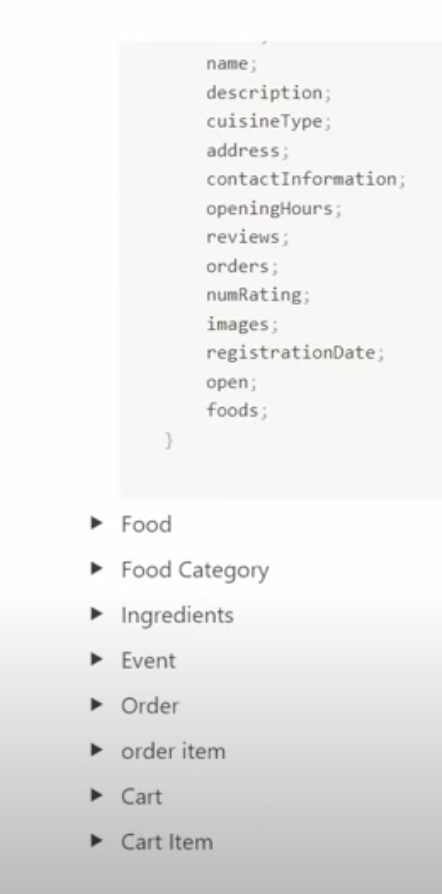 name;
description;
cuisineType;
address;
contactInformation;
openingHours;
reviews;
orders;
numRating;
images;
registrationDate;
open;
foods;
}
Food
Food Category
Ingredients
Event
Order
order item
Cart
Cart Item